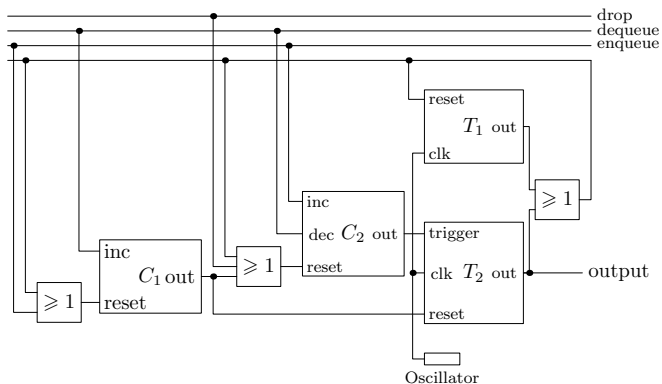 drop
dequeue
enqueue
reset
T1 out
clk
⩾ 1
inc
dec C2 out
reset
trigger
clk T2 out
reset
output
inc
C1 out
reset
⩾ 1
⩾ 1
Oscillator